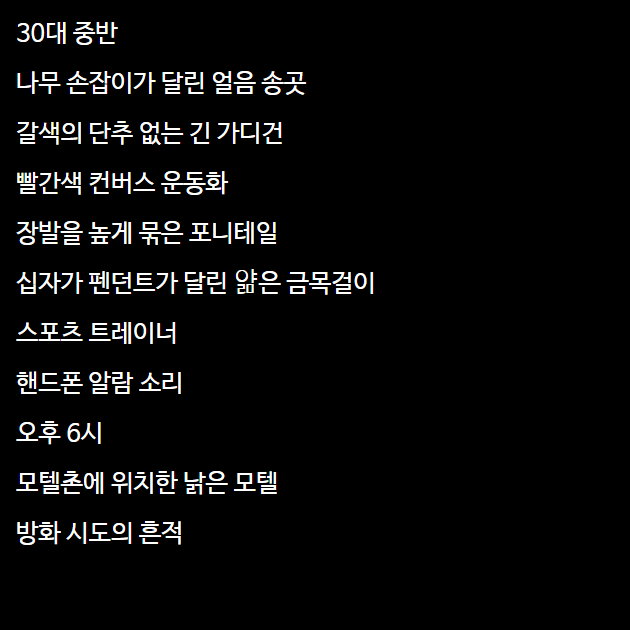 30대 중반
나무 손잡이가 달린 얼음 송곳
갈색의 단추 없는 긴 가디건
빨간색 컨버스 운동화
장발을 높게 묶은 포니테일
십자가 펜던트가 달린 얆은 금목걸이
스포츠 트레이너
핸드폰 알람 소리
오후 6시
모텔촌에 위치한 낡은 모텔
방화 시도의 흔적